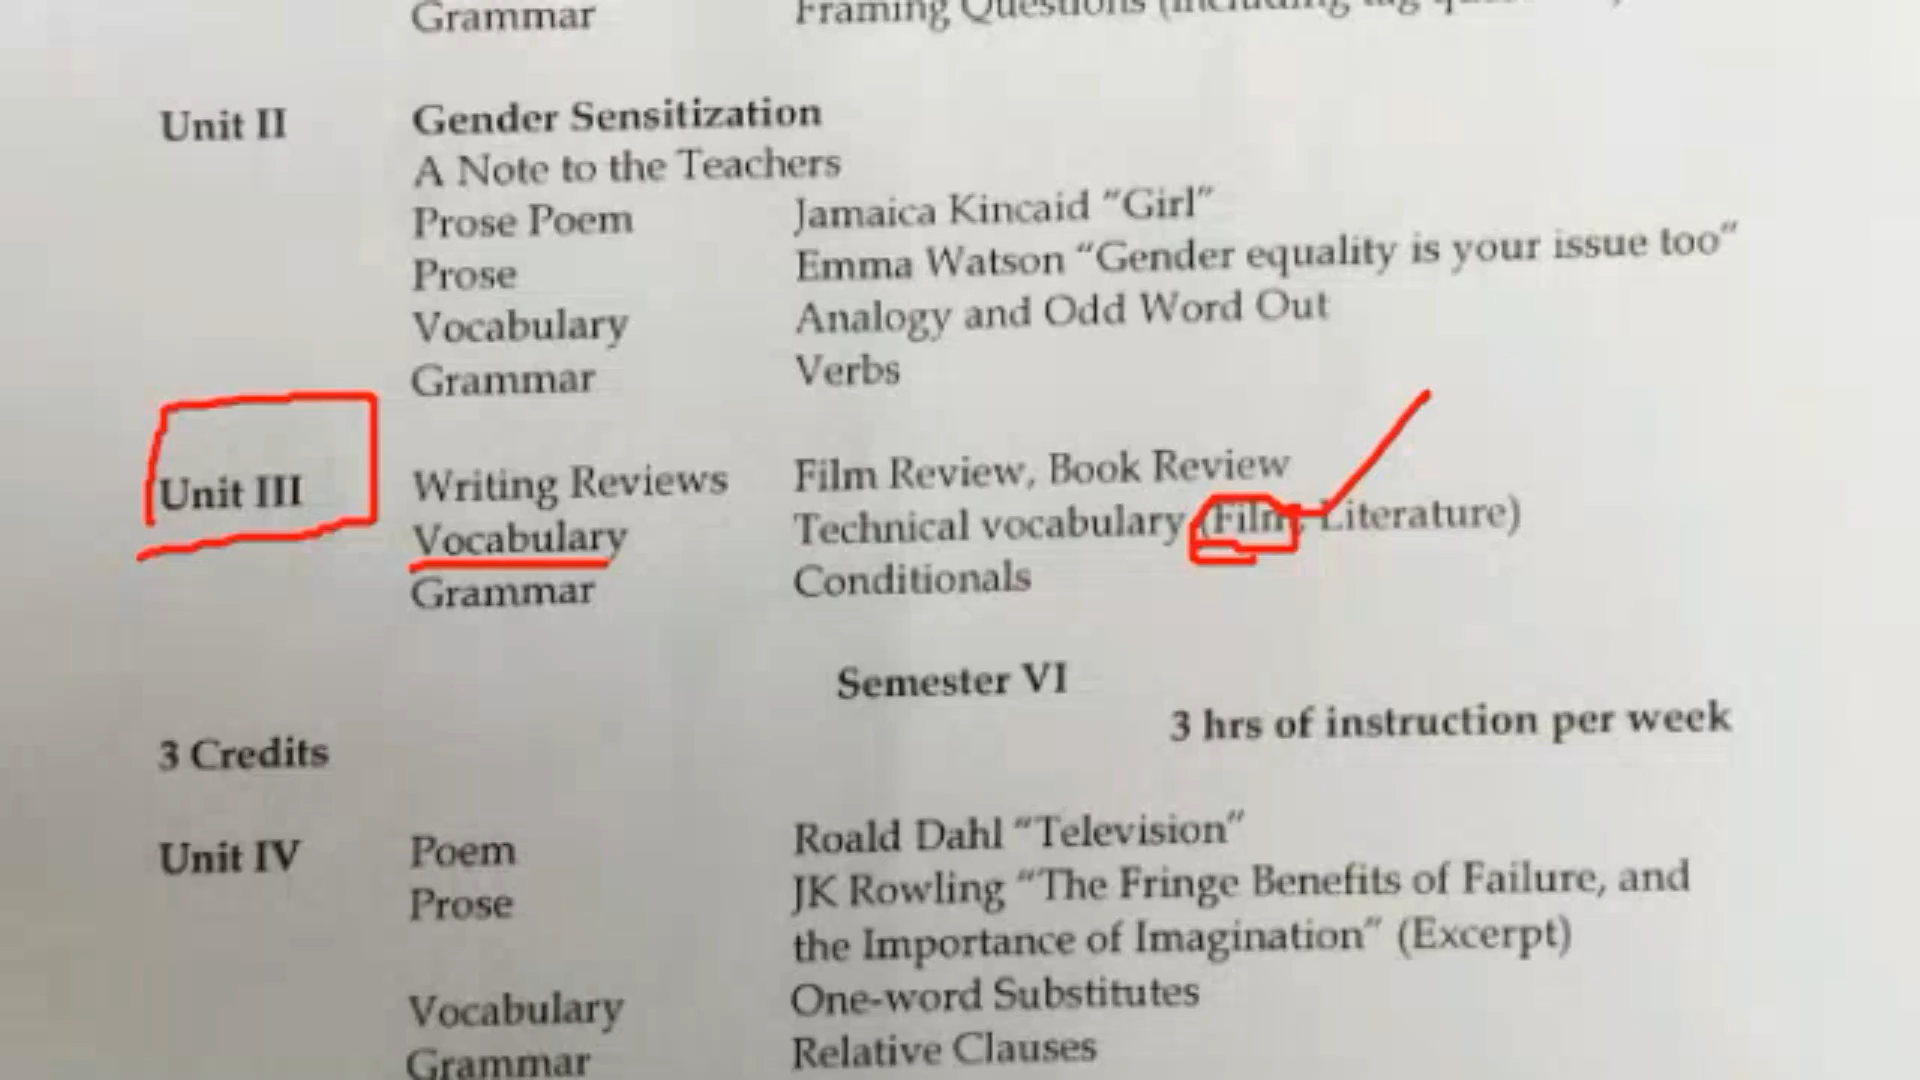 Grammar Framing Questions (including tag
Unit II Gender Sensitization
A Note to the Teachers
Prose Poem Jamaica Kincaid "Girl"
Prose Emma Watson "Gender equality is your issue too"
Vocabulary Analogy and Odd Word Out
Grammar Verbs
Unit III Writing Reviews Film Review, Book Review
Vocabulary Technical vocabulary (Film, Literature)
Grammar Conditionals
Semester VI
3 Credits 3 hrs of instruction per week
Unit IV Poem Roald Dahl "Television"
Prose JK Rowling "The Fringe Benefits of Failure, and
the Importance of Imagination" (Excerpt)
Vocabulary One-word Substitutes
Grammar Relative Clauses